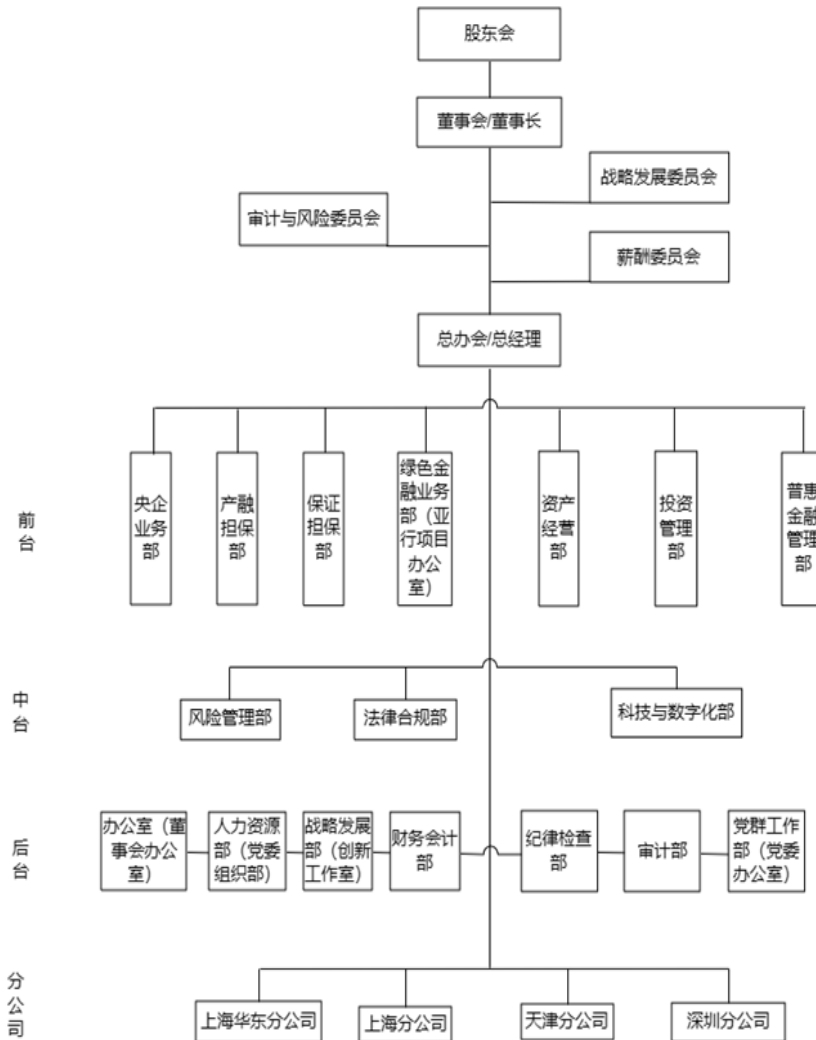 股东会
董事会/董事长
战略发展委员会
审计与风险委员会
薪酬委员会
总办会/总经理
前
台
央企
业务
部
产融
担保
部
保证
担保
部
绿色金
融业务
部（亚
行项目
办公
室）
资产
经营
部
投资
管理
部
普惠
金融
管理
部
中
台
风险管理部
法律合规部
科技与数字化部
后
台
办公室（董
事会办公
室）
人力资源
部（党委
组织部）
战略发展
部（创新
工作室）
财务会计
部
纪律检查
部
审计部
党群工作
部（党委
办公室）
分
公
司
上海华东分公司
上海分公司
天津分公司
深圳分公司